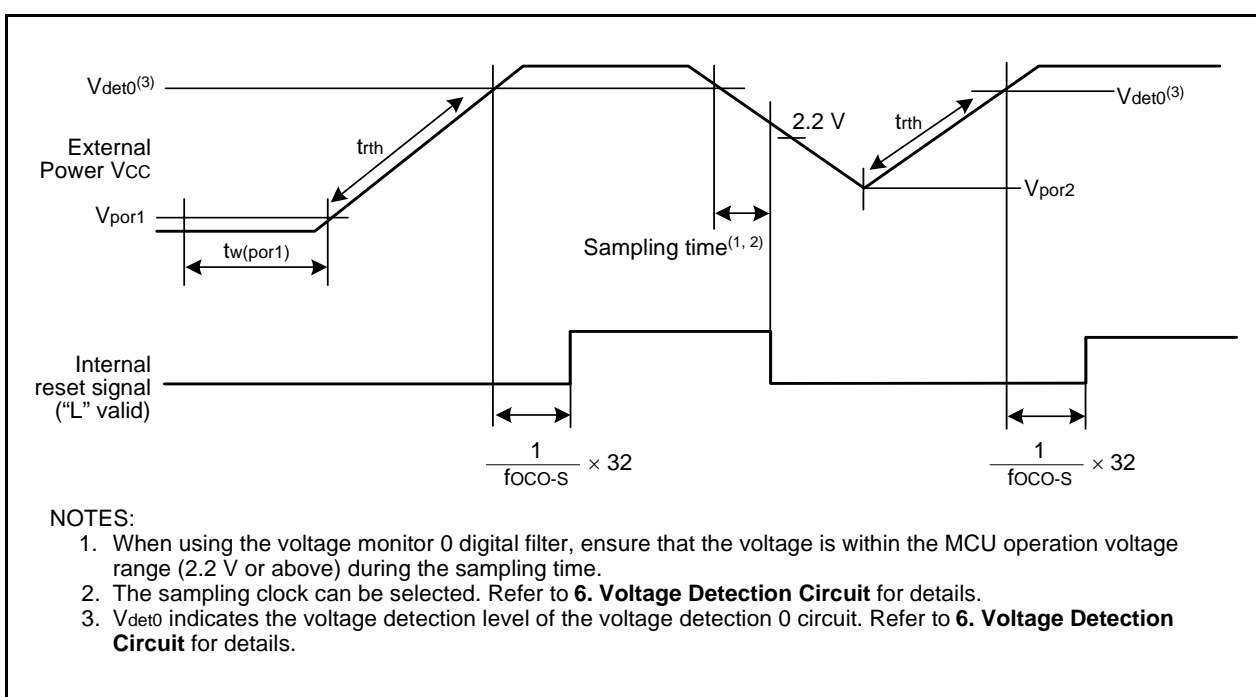 Vdet0(3)
2.2 V
Vdet0(3)
trth
trth
External
Power VCC
Vpor1
Vpor2
tw(por1)
Sampling time(1, 2)
Internal
reset signal
(“L” valid)
1
fOCO-S
× 32
1
fOCO-S
× 32
NOTES:
1. When using the voltage monitor 0 digital filter, ensure that the voltage is within the MCU operation voltage
range (2.2 V or above) during the sampling time.
2. The sampling clock can be selected. Refer to 6. Voltage Detection Circuit for details.
3. Vdet0 indicates the voltage detection level of the voltage detection 0 circuit. Refer to 6. Voltage Detection
Circuit for details.